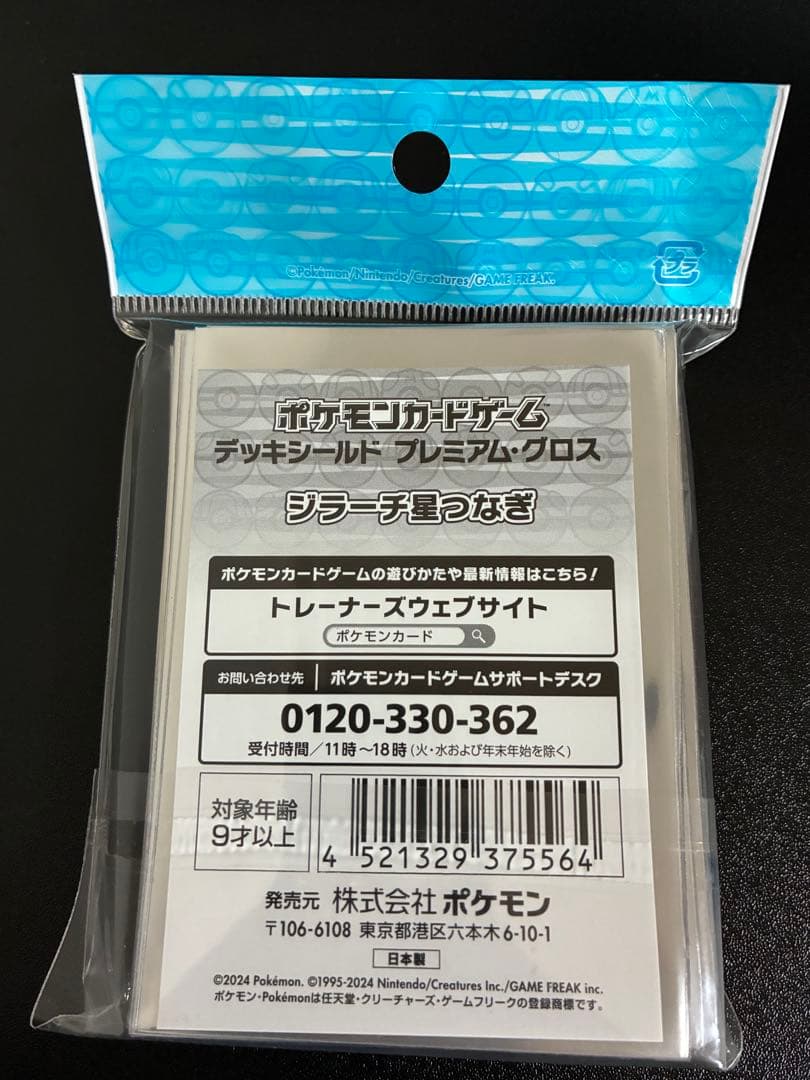 ©Pokémon/Nintendo/Creatures/GAME FREAK.
プラ
ポケモンカードゲーム™
デッキシールド プレミアム・グロス
ジラーチ星つなぎ
ポケモンカードゲームの遊びかたや最新情報はこちら！
トレーナーズウェブサイト
ポケモンカード
お問い合わせ先 ポケモンカードゲームサポートデスク
0120-330-362
受付時間／11時～18時（火・水および年末年始を除く）
対象年齢
9才以上
4 521329 375564
発売元 株式会社ポケモン
〒106-6108 東京都港区六本木6-10-1
日本製
©2024 Pokémon. ©1995-2024 Nintendo/Creatures Inc./GAME FREAK inc.
ポケモン・Pokémonは任天堂・クリーチャーズ・ゲームフリークの登録商標です。